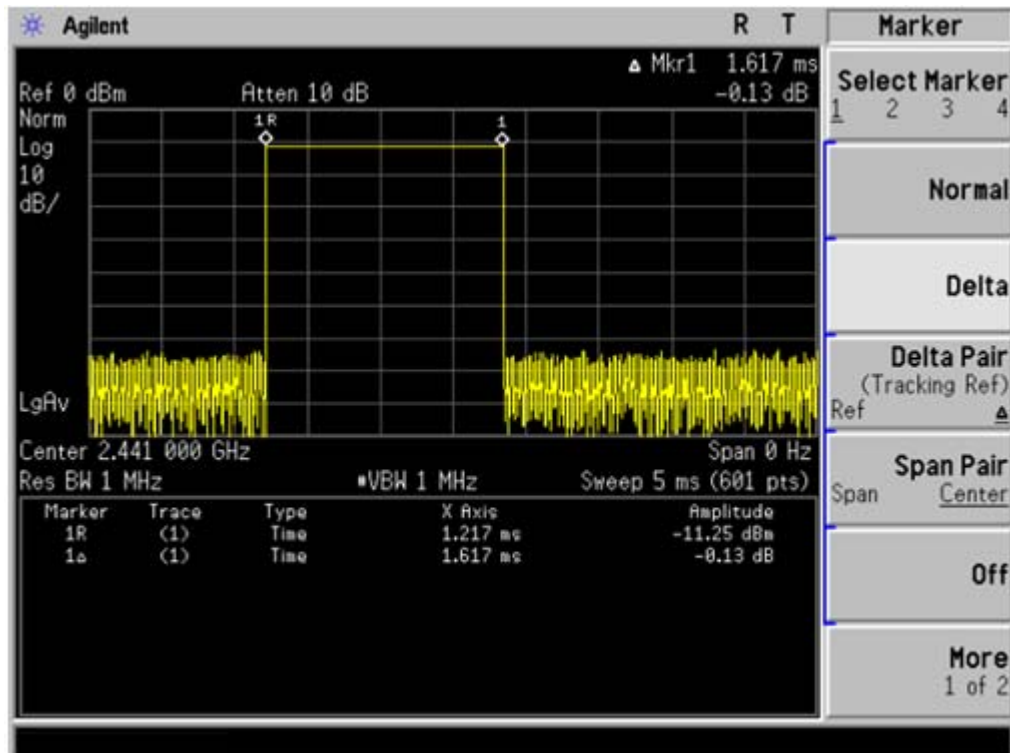 Agilent
R T
Marker
Δ Mkr1 1.617 ms
Ref 0 dBm Atten 10 dB -0.13 dB
Norm
Log
10
dB/
1R
1
LgAv
Center 2.441 000 GHz Span 0 Hz
Res BW 1 MHz #VBW 1 MHz Sweep 5 ms (601 pts)
Marker Trace Type X Axis Amplitude
1R (1) Time 1.217 ms -11.25 dBm
1Δ (1) Time 1.617 ms -0.13 dB
Select Marker
1 2 3 4
Normal
Delta
Delta Pair
(Tracking Ref)
Ref Δ
Span Pair
Span Center
Off
More
1 of 2